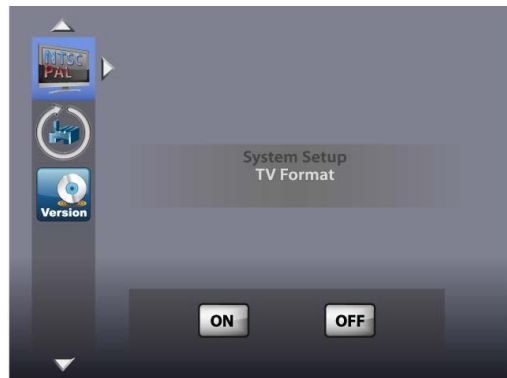 NTSC
PAL
Version
System Setup
TV Format
ON
OFF